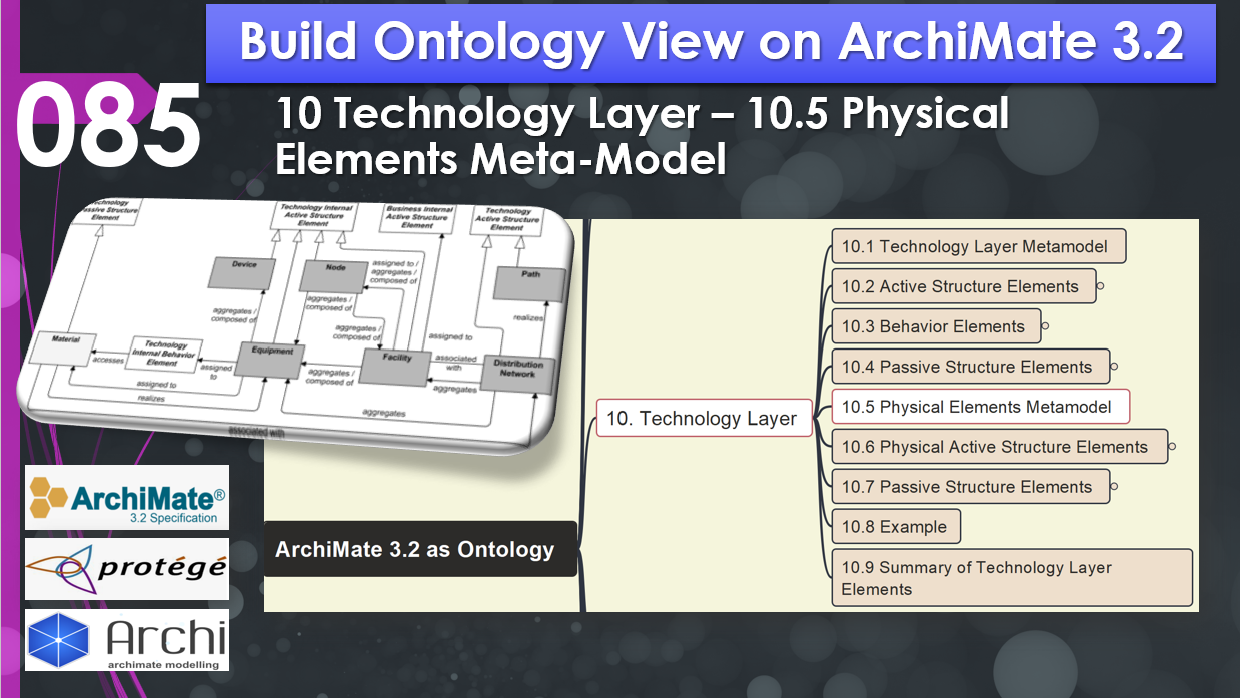 Build Ontology View on ArchiMate 3.2
085
10 Technology Layer – 10.5 Physical
Elements Meta-Model
Technology
Passive Structure
Element
Technology Internal
Active Structure
Element
Business Internal
Active Structure
Element
Technology
Active Structure
Element
Device
Node
assigned to /
aggregates /
composed of
Path
aggregates /
composed of
aggregates /
composed of
aggregates /
composed of
realizes
Material
Technology
Internal Behavior
Element
accesses
assigned
to
Equipment
aggregates /
composed of
Facility
assigned to
associated
with
aggregates
Distribution
Network
assigned to
realizes
aggregates
associated with
10.1 Technology Layer Metamodel
10.2 Active Structure Elements
10.3 Behavior Elements
10.4 Passive Structure Elements
10.5 Physical Elements Metamodel
10. Technology Layer
10.6 Physical Active Structure Elements
10.7 Passive Structure Elements
10.8 Example
10.9 Summary of Technology Layer
Elements
ArchiMate 3.2 as Ontology
ArchiMate®
3.2 Specification
protégé
Archi
archimate modelling